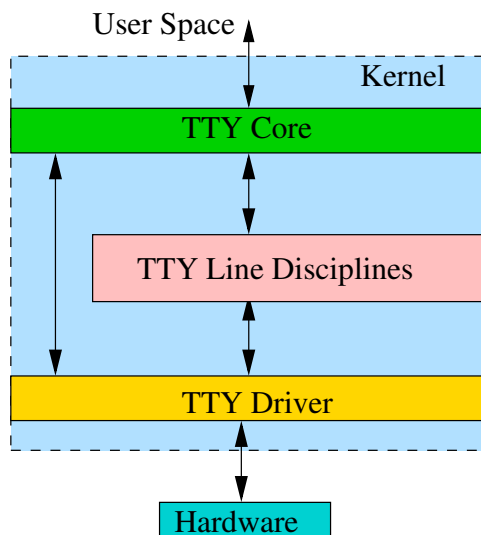 User Space
Kernel
TTY Core
TTY Line Disciplines
TTY Driver
Hardware